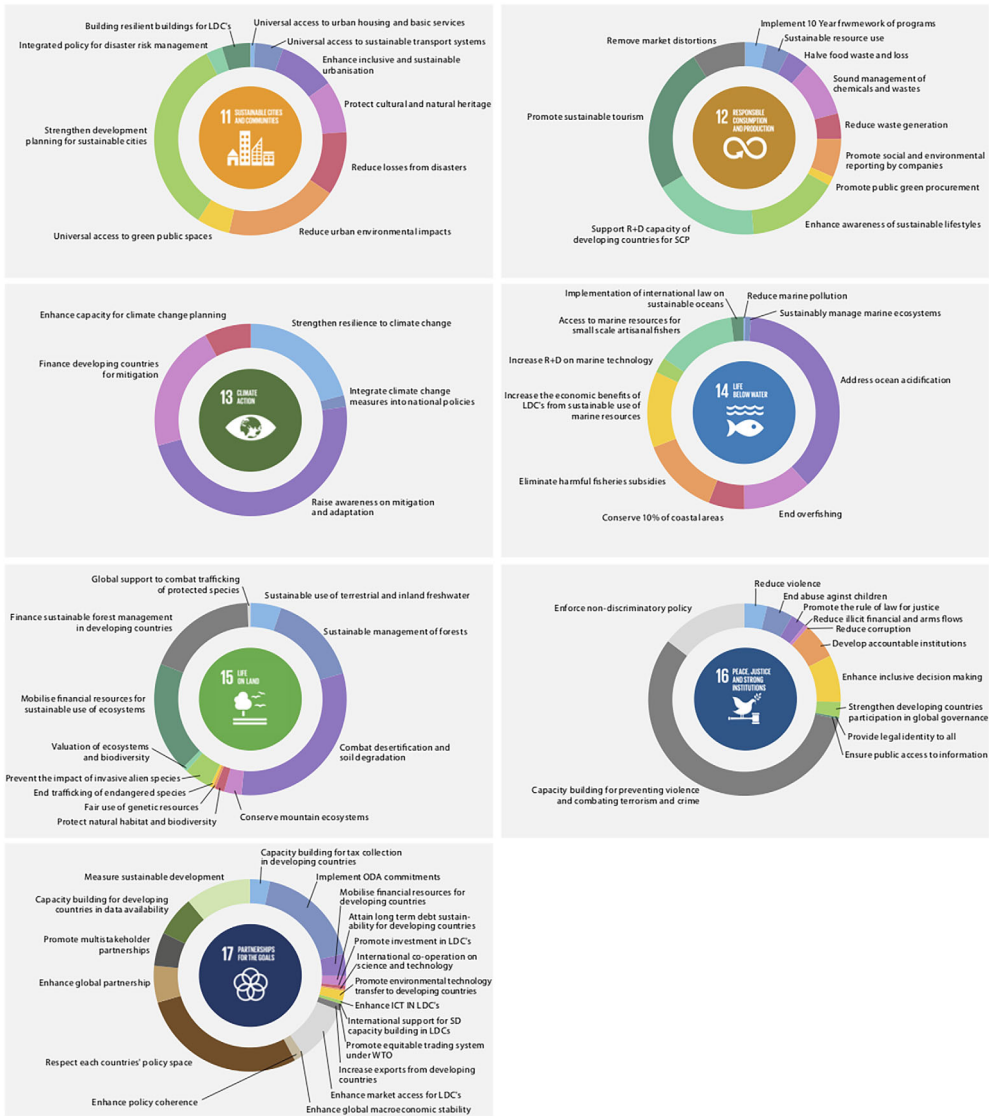 Building resilient buildings for LDC's
Universal access to urban housing and basic services
Integrated policy for disaster risk management
Universal access to sustainable transport systems
Enhance inclusive and sustainable
urbanisation
Protect cultural and natural heritage
Strengthen development
planning for sustainable cities
Reduce losses from disasters
Universal access to green public spaces
Reduce urban environmental impacts
11 SUSTAINABLE CITIES
AND COMMUNITIES
Implement 10 Year frwmework of programs
Remove market distortions
Sustainable resource use
Halve food waste and loss
Sound management of
chemicals and wastes
Promote sustainable tourism
Reduce waste generation
Promote social and environmental
reporting by companies
Promote public green procurement
Support R+D capacity of
developing countries for SCP
Enhance awareness of sustainable lifestyles
12 RESPONSIBLE
CONSUMPTION
AND PRODUCTION
Enhance capacity for climate change planning
Strengthen resilience to climate change
Finance developing countries
for mitigation
Integrate climate change
measures into national policies
Raise awareness on mitigation
and adaptation
13 CLIMATE
ACTION
Implementation of international law on
sustainable oceans
Reduce marine pollution
Sustainably manage marine ecosystems
Access to marine resources for
small scale artisanal fishers
Increase R+D on marine technology
Address ocean acidification
Increase the economic benefits of
LDC's from sustainable use of
marine resources
Eliminate harmful fisheries subsidies
Conserve 10% of coastal areas
End overfishing
14 LIFE
BELOW WATER
Global support to combat trafficking
of protected species
Sustainable use of terrestrial and inland freshwater
Finance sustainable forest management
in developing countries
Sustainable management of forests
Mobilise financial resources for
sustainable use of ecosystems
Valuation of ecosystems
and biodiversity
Combat desertification and
soil degradation
Prevent the impact of invasive alien species
End trafficking of endangered species
Fair use of genetic resources
Protect natural habitat and biodiversity
Conserve mountain ecosystems
15 LIFE
ON LAND
Reduce violence
End abuse against children
Enforce non-discriminatory policy
Promote the rule of law for justice
Reduce illicit financial and arms flows
Reduce corruption
Develop accountable institutions
Enhance inclusive decision making
Strengthen developing countries
participation in global governance
Provide legal identity to all
Ensure public access to information
Capacity building for preventing violence
and combating terrorism and crime
16 PEACE, JUSTICE
AND STRONG
INSTITUTIONS
Capacity building for tax collection
in developing countries
Measure sustainable development
Implement ODA commitments
Mobilise financial resources for
developing countries
Capacity building for developing
countries in data availability
Attain long term debt sustain-
ability for developing countries
Promote multistakeholder
partnerships
Promote investment in LDC's
International co-operation on
science and technology
Enhance global partnership
Promote environmental technology
transfer to developing countries
Enhance ICT IN LDC's
International support for SD
capacity building in LDCs
Promote equitable trading system
under WTO
Respect each countries' policy space
Increase exports from developing
countries
Enhance market access for LDC's
Enhance policy coherence
Enhance global macroeconomic stability
17 PARTNERSHIPS
FOR THE GOALS